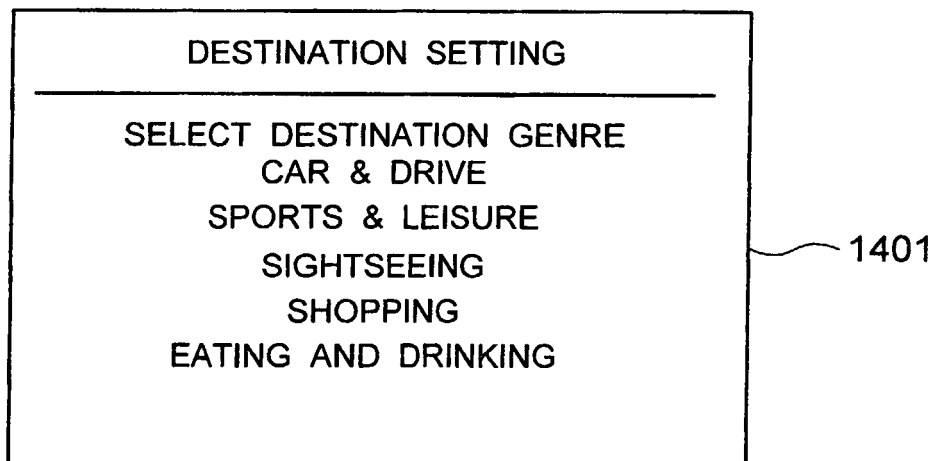 DESTINATION SETTING
SELECT DESTINATION GENRE
CAR & DRIVE
SPORTS & LEISURE
SIGHTSEEING
SHOPPING
EATING AND DRINKING
1401